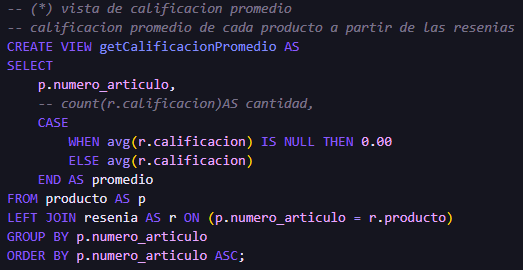 -- (*) vista de calificacion promedio
-- calificacion promedio de cada producto a partir de las resenias
CREATE VIEW getCalificacionPromedio AS
SELECT
    p.numero_articulo,
    -- count(r.calificacion)AS cantidad,
    CASE
        WHEN avg(r.calificacion) IS NULL THEN 0.00
        ELSE avg(r.calificacion)
    END AS promedio
FROM producto AS p
LEFT JOIN resenia AS r ON (p.numero_articulo = r.producto)
GROUP BY p.numero_articulo
ORDER BY p.numero_articulo ASC;